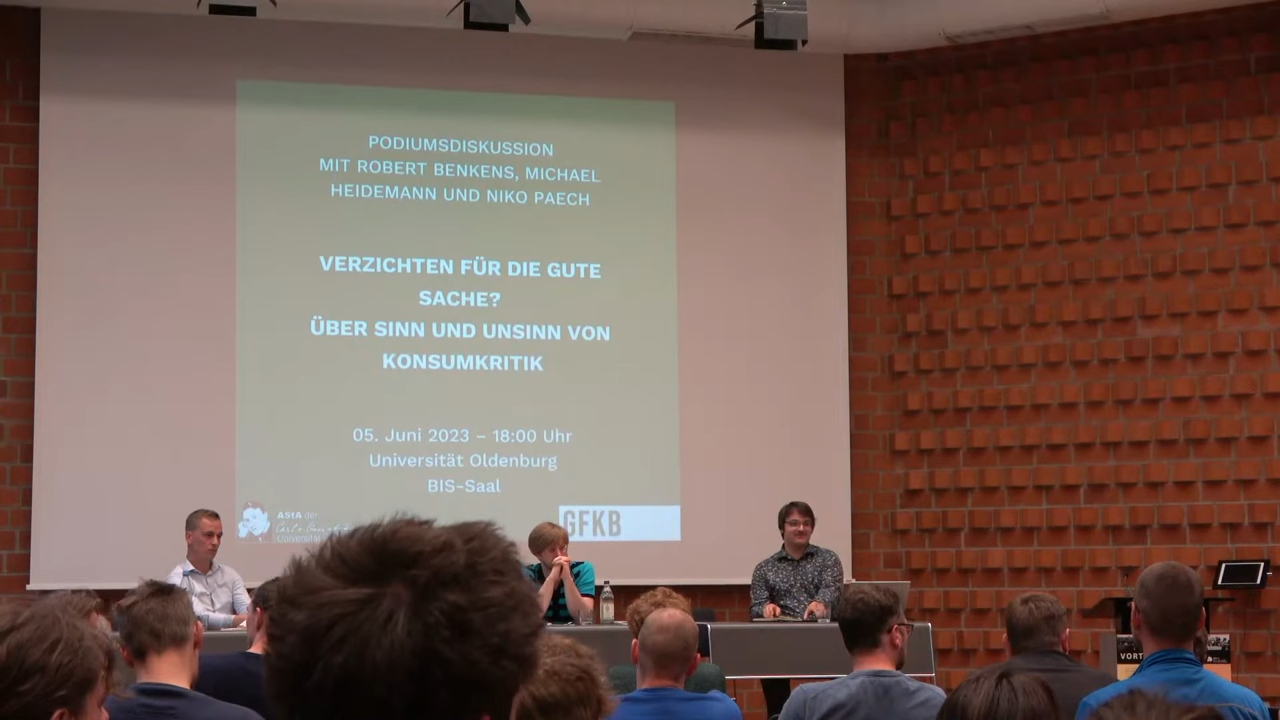 PODIUMSDISKUSSION
MIT ROBERT BENKENS, MICHAEL
HEIDEMANN UND NIKO PAECH
VERZICHTEN FÜR DIE GUTE
SACHE?
ÜBER SINN UND UNSINN VON
KONSUMKRITIK
05. Juni 2023 – 18:00 Uhr
Universität Oldenburg
BIS-Saal
AStA der
Universität
GFKB
VORT